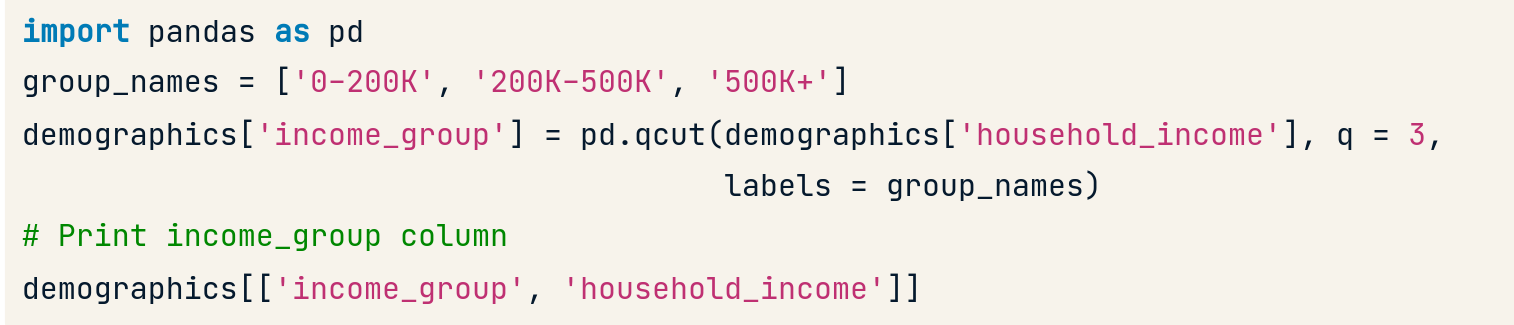 import pandas as pd
group_names = ['0-200K', '200K-500K', '500K+']
demographics['income_group'] = pd.qcut(demographics['household_income'], q = 3,
                                       labels = group_names)
# Print income_group column
demographics[['income_group', 'household_income']]